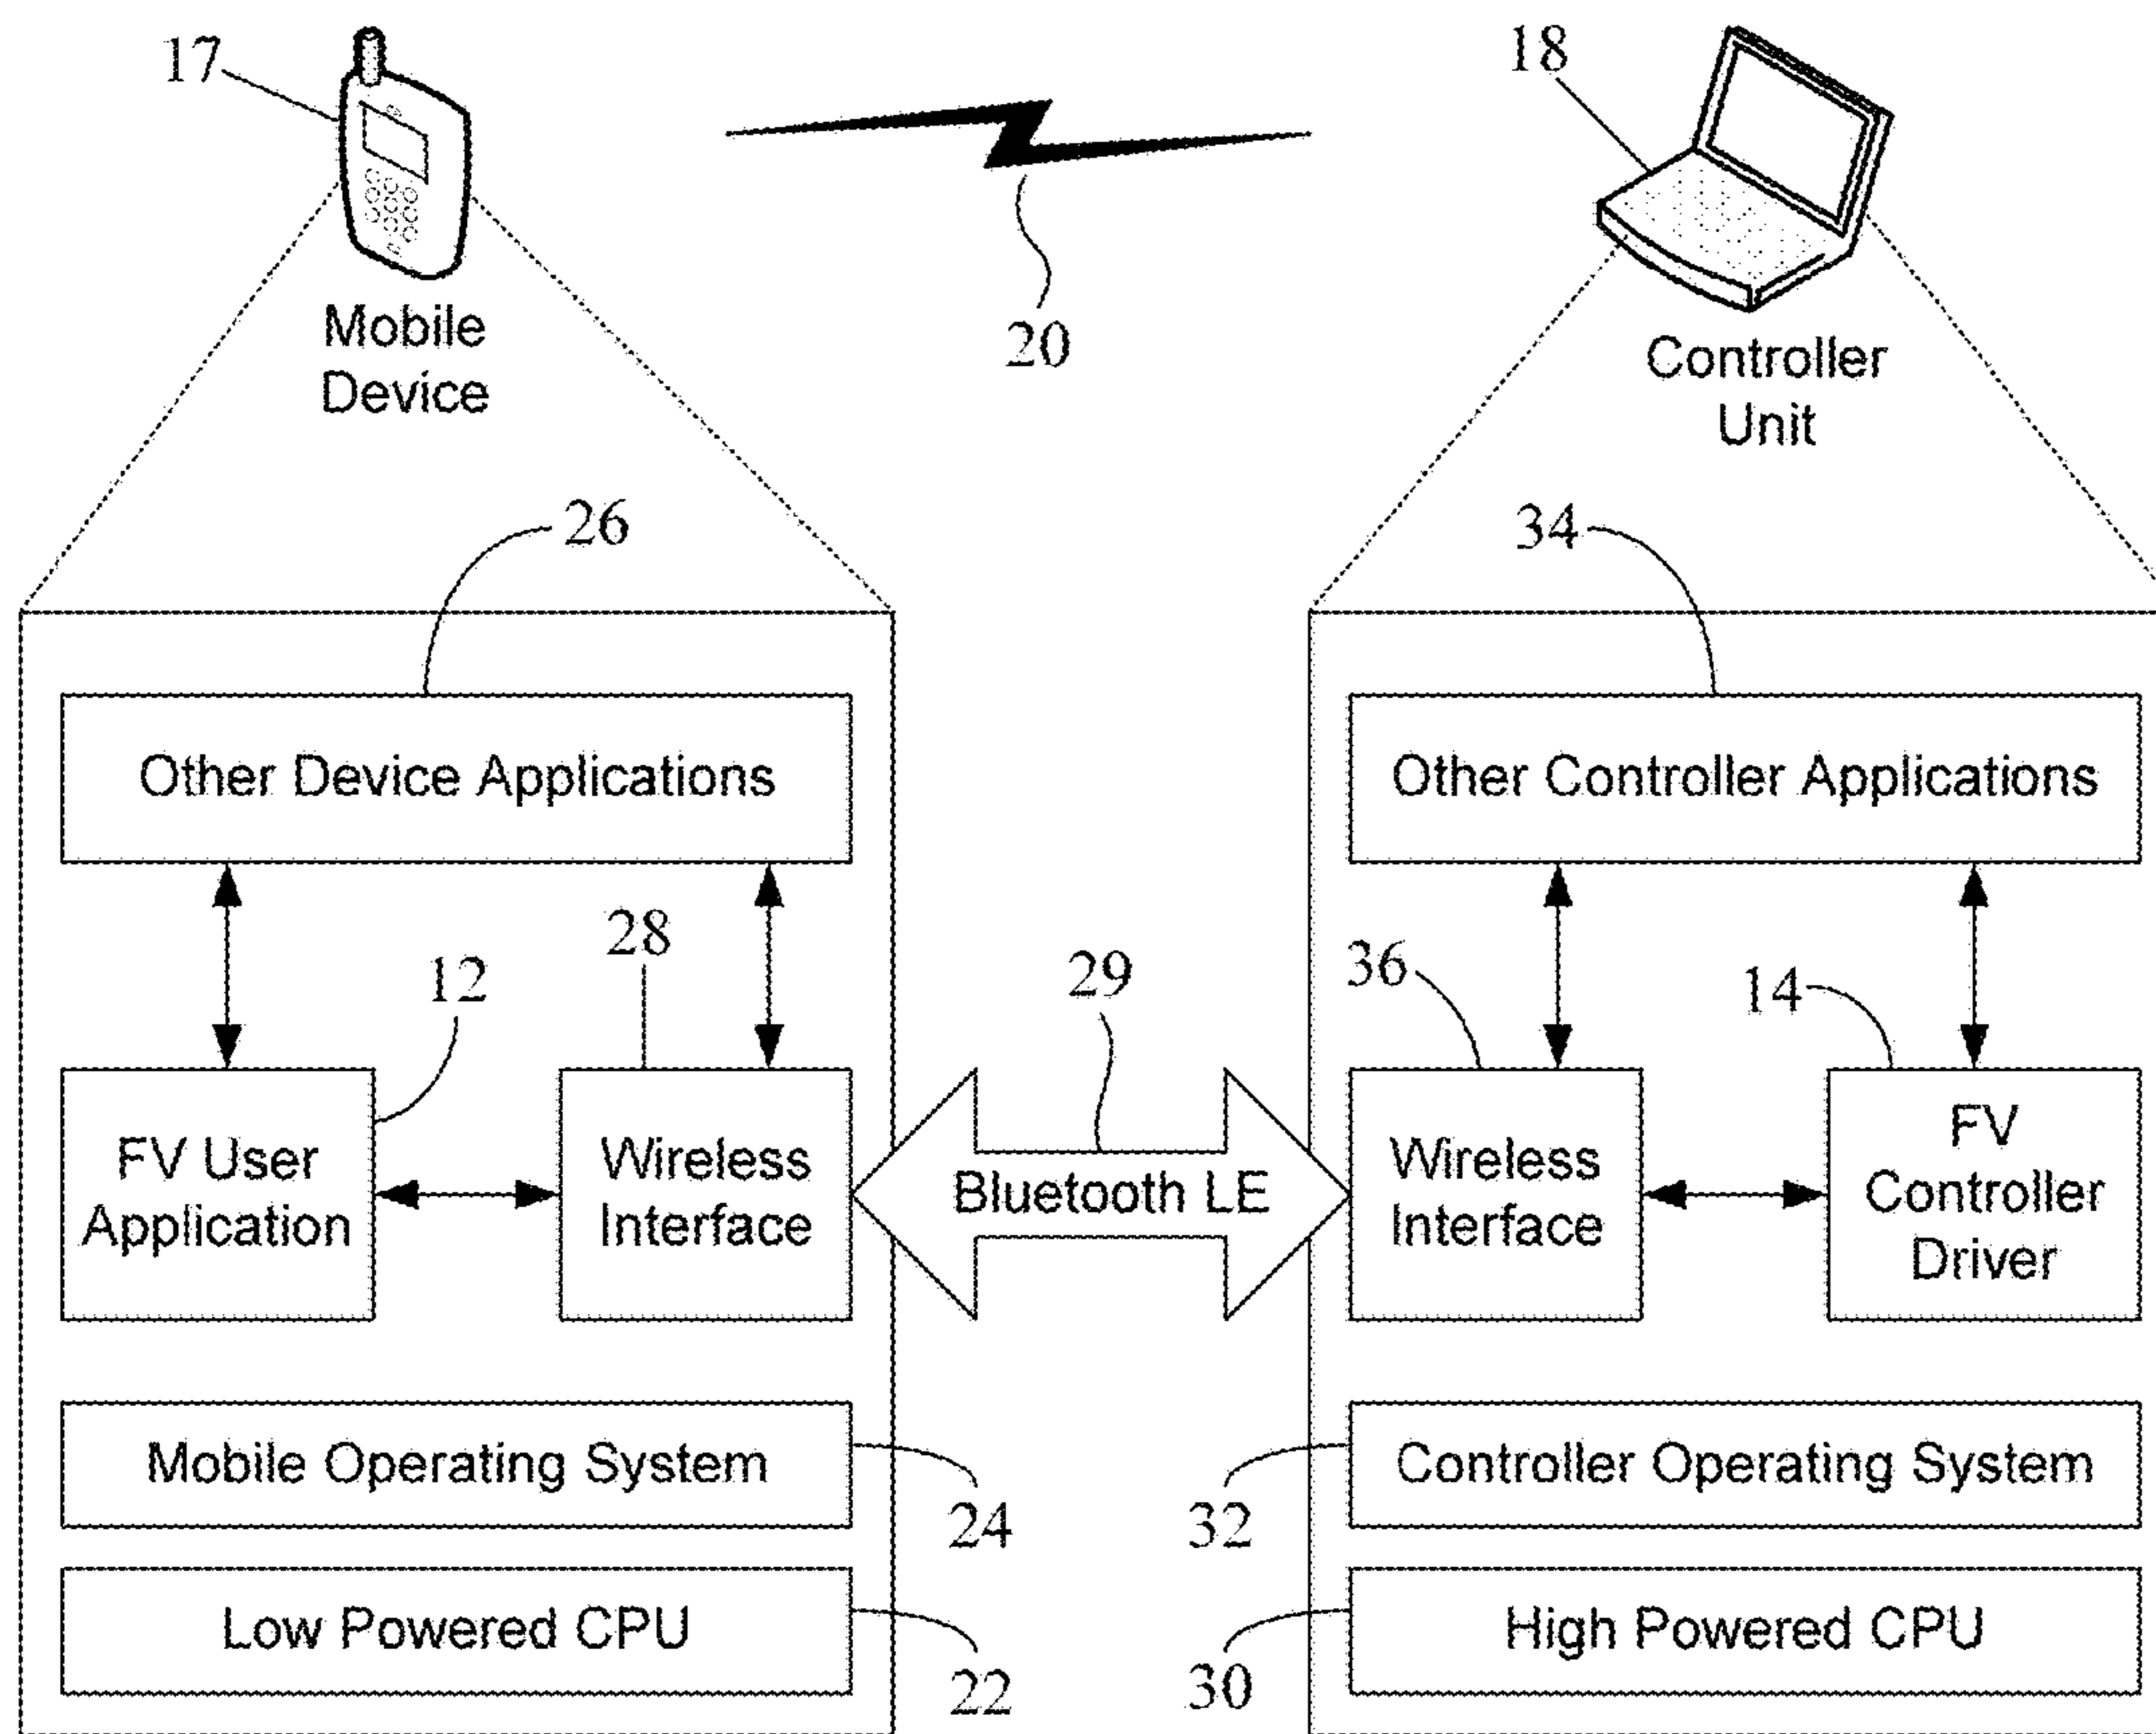 17
18
20
Mobile
Device
Controller
Unit
26
34
Other Device Applications
Other Controller Applications
28
12
29
36
14
FV User
Application
Wireless
Interface
Bluetooth LE
Wireless
Interface
FV
Controller
Driver
Mobile Operating System
24
32
Controller Operating System
Low Powered CPU
22
30
High Powered CPU